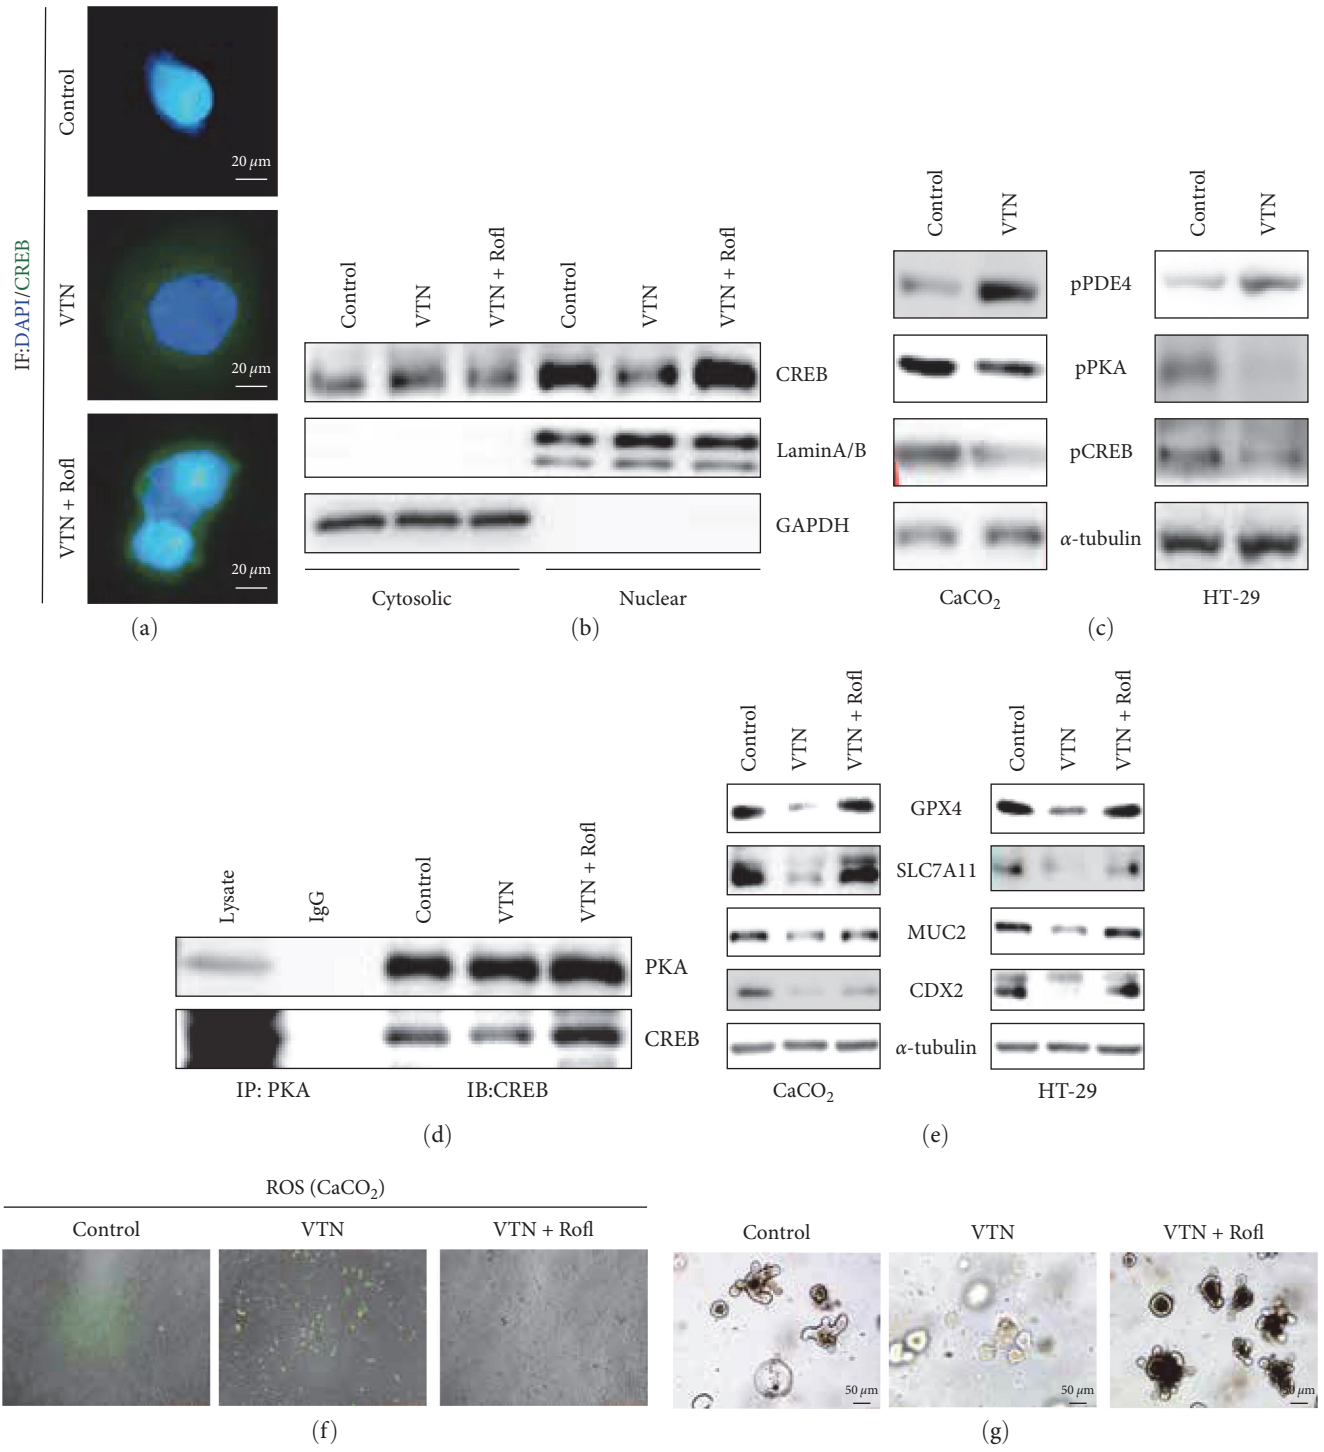 IF:DAPI/CREB
Control
20 μm
VTN
20 μm
VTN + Rofl
20 μm
(a)
Control
VTN
VTN + Rofl
Control
VTN
VTN + Rofl
CREB
LaminA/B
GAPDH
Cytosolic
Nuclear
(b)
Control
VTN
Control
VTN
pPDE4
pPKA
pCREB
α-tubulin
CaCO₂
HT-29
(c)
Lysate
IgG
Control
VTN
VTN + Rofl
PKA
CREB
IP: PKA
IB:CREB
(d)
Control
VTN
VTN + Rofl
Control
VTN
VTN + Rofl
GPX4
SLC7A11
MUC2
CDX2
α-tubulin
CaCO₂
HT-29
(e)
ROS (CaCO₂)
Control
VTN
VTN + Rofl
(f)
Control
VTN
VTN + Rofl
50 μm
50 μm
50 μm
(g)